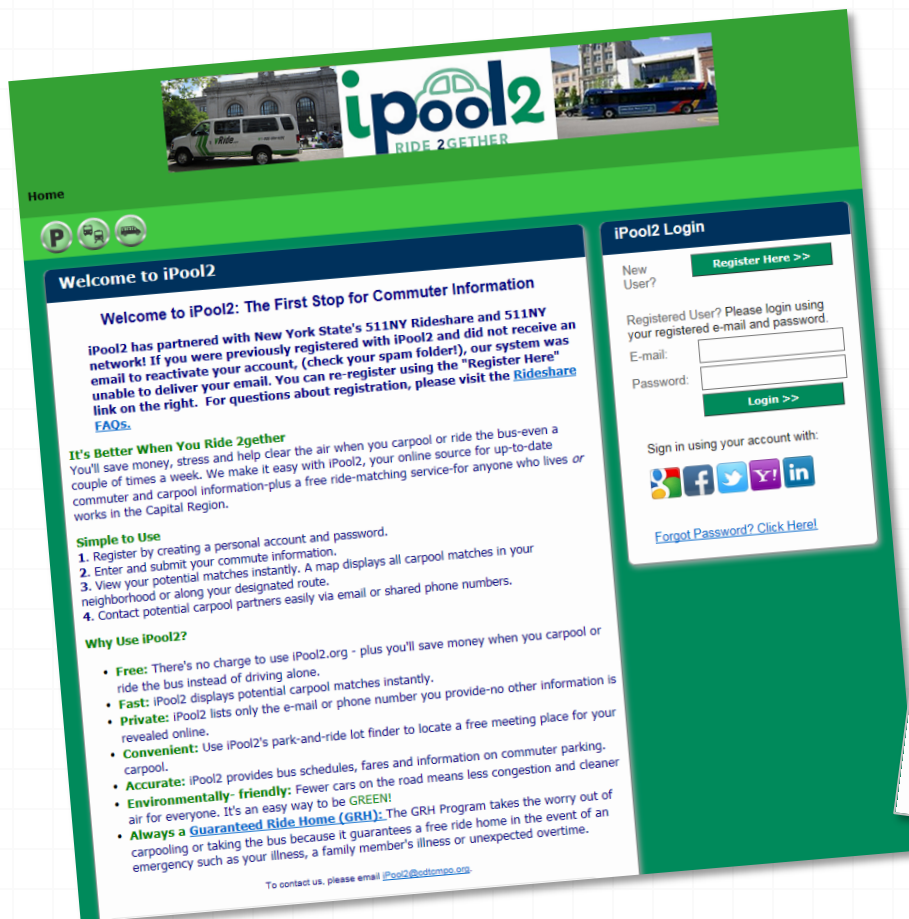 ipool2
RIDE 2GETHER
vRide
Home
P
Welcome to iPool2
Welcome to iPool2: The First Stop for Commuter Information
iPool2 has partnered with New York State's 511NY Rideshare and 511NY
network! If you were previously registered with iPool2 and did not receive an
email to reactivate your account, (check your spam folder!), our system was
unable to deliver your email. You can re-register using the "Register Here"
link on the right. For questions about registration, please visit the Rideshare
FAQs.
It's Better When You Ride 2gether
You'll save money, stress and help clear the air when you carpool or ride the bus-even a
couple of times a week. We make it easy with iPool2, your online source for up-to-date
commuter and carpool information-plus a free ride-matching service-for anyone who lives or
works in the Capital Region.
Simple to Use
1. Register by creating a personal account and password.
2. Enter and submit your commute information.
3. View your potential matches instantly. A map displays all carpool matches in your
neighborhood or along your designated route.
4. Contact potential carpool partners easily via email or shared phone numbers.
Why Use iPool2?
• Free: There's no charge to use iPool2.org - plus you'll save money when you carpool or
ride the bus instead of driving alone.
• Fast: iPool2 displays potential carpool matches instantly.
• Private: iPool2 lists only the e-mail or phone number you provide-no other information is
revealed online.
• Convenient: Use iPool2's park-and-ride lot finder to locate a free meeting place for your
carpool.
• Accurate: iPool2 provides bus schedules, fares and information on commuter parking.
• Environmentally- friendly: Fewer cars on the road means less congestion and cleaner
air for everyone. It's an easy way to be GREEN!
• Always a Guaranteed Ride Home (GRH): The GRH Program takes the worry out of
carpooling or taking the bus because it guarantees a free ride home in the event of an
emergency such as your illness, a family member's illness or unexpected overtime.
To contact us, please email iPool2@cdtcmpo.org.
iPool2 Login
New
User?
Register Here >>
Registered User? Please login using
your registered e-mail and password.
E-mail:
Password:
Login >>
Sign in using your account with:
8 f Y! in
Forgot Password? Click Here!